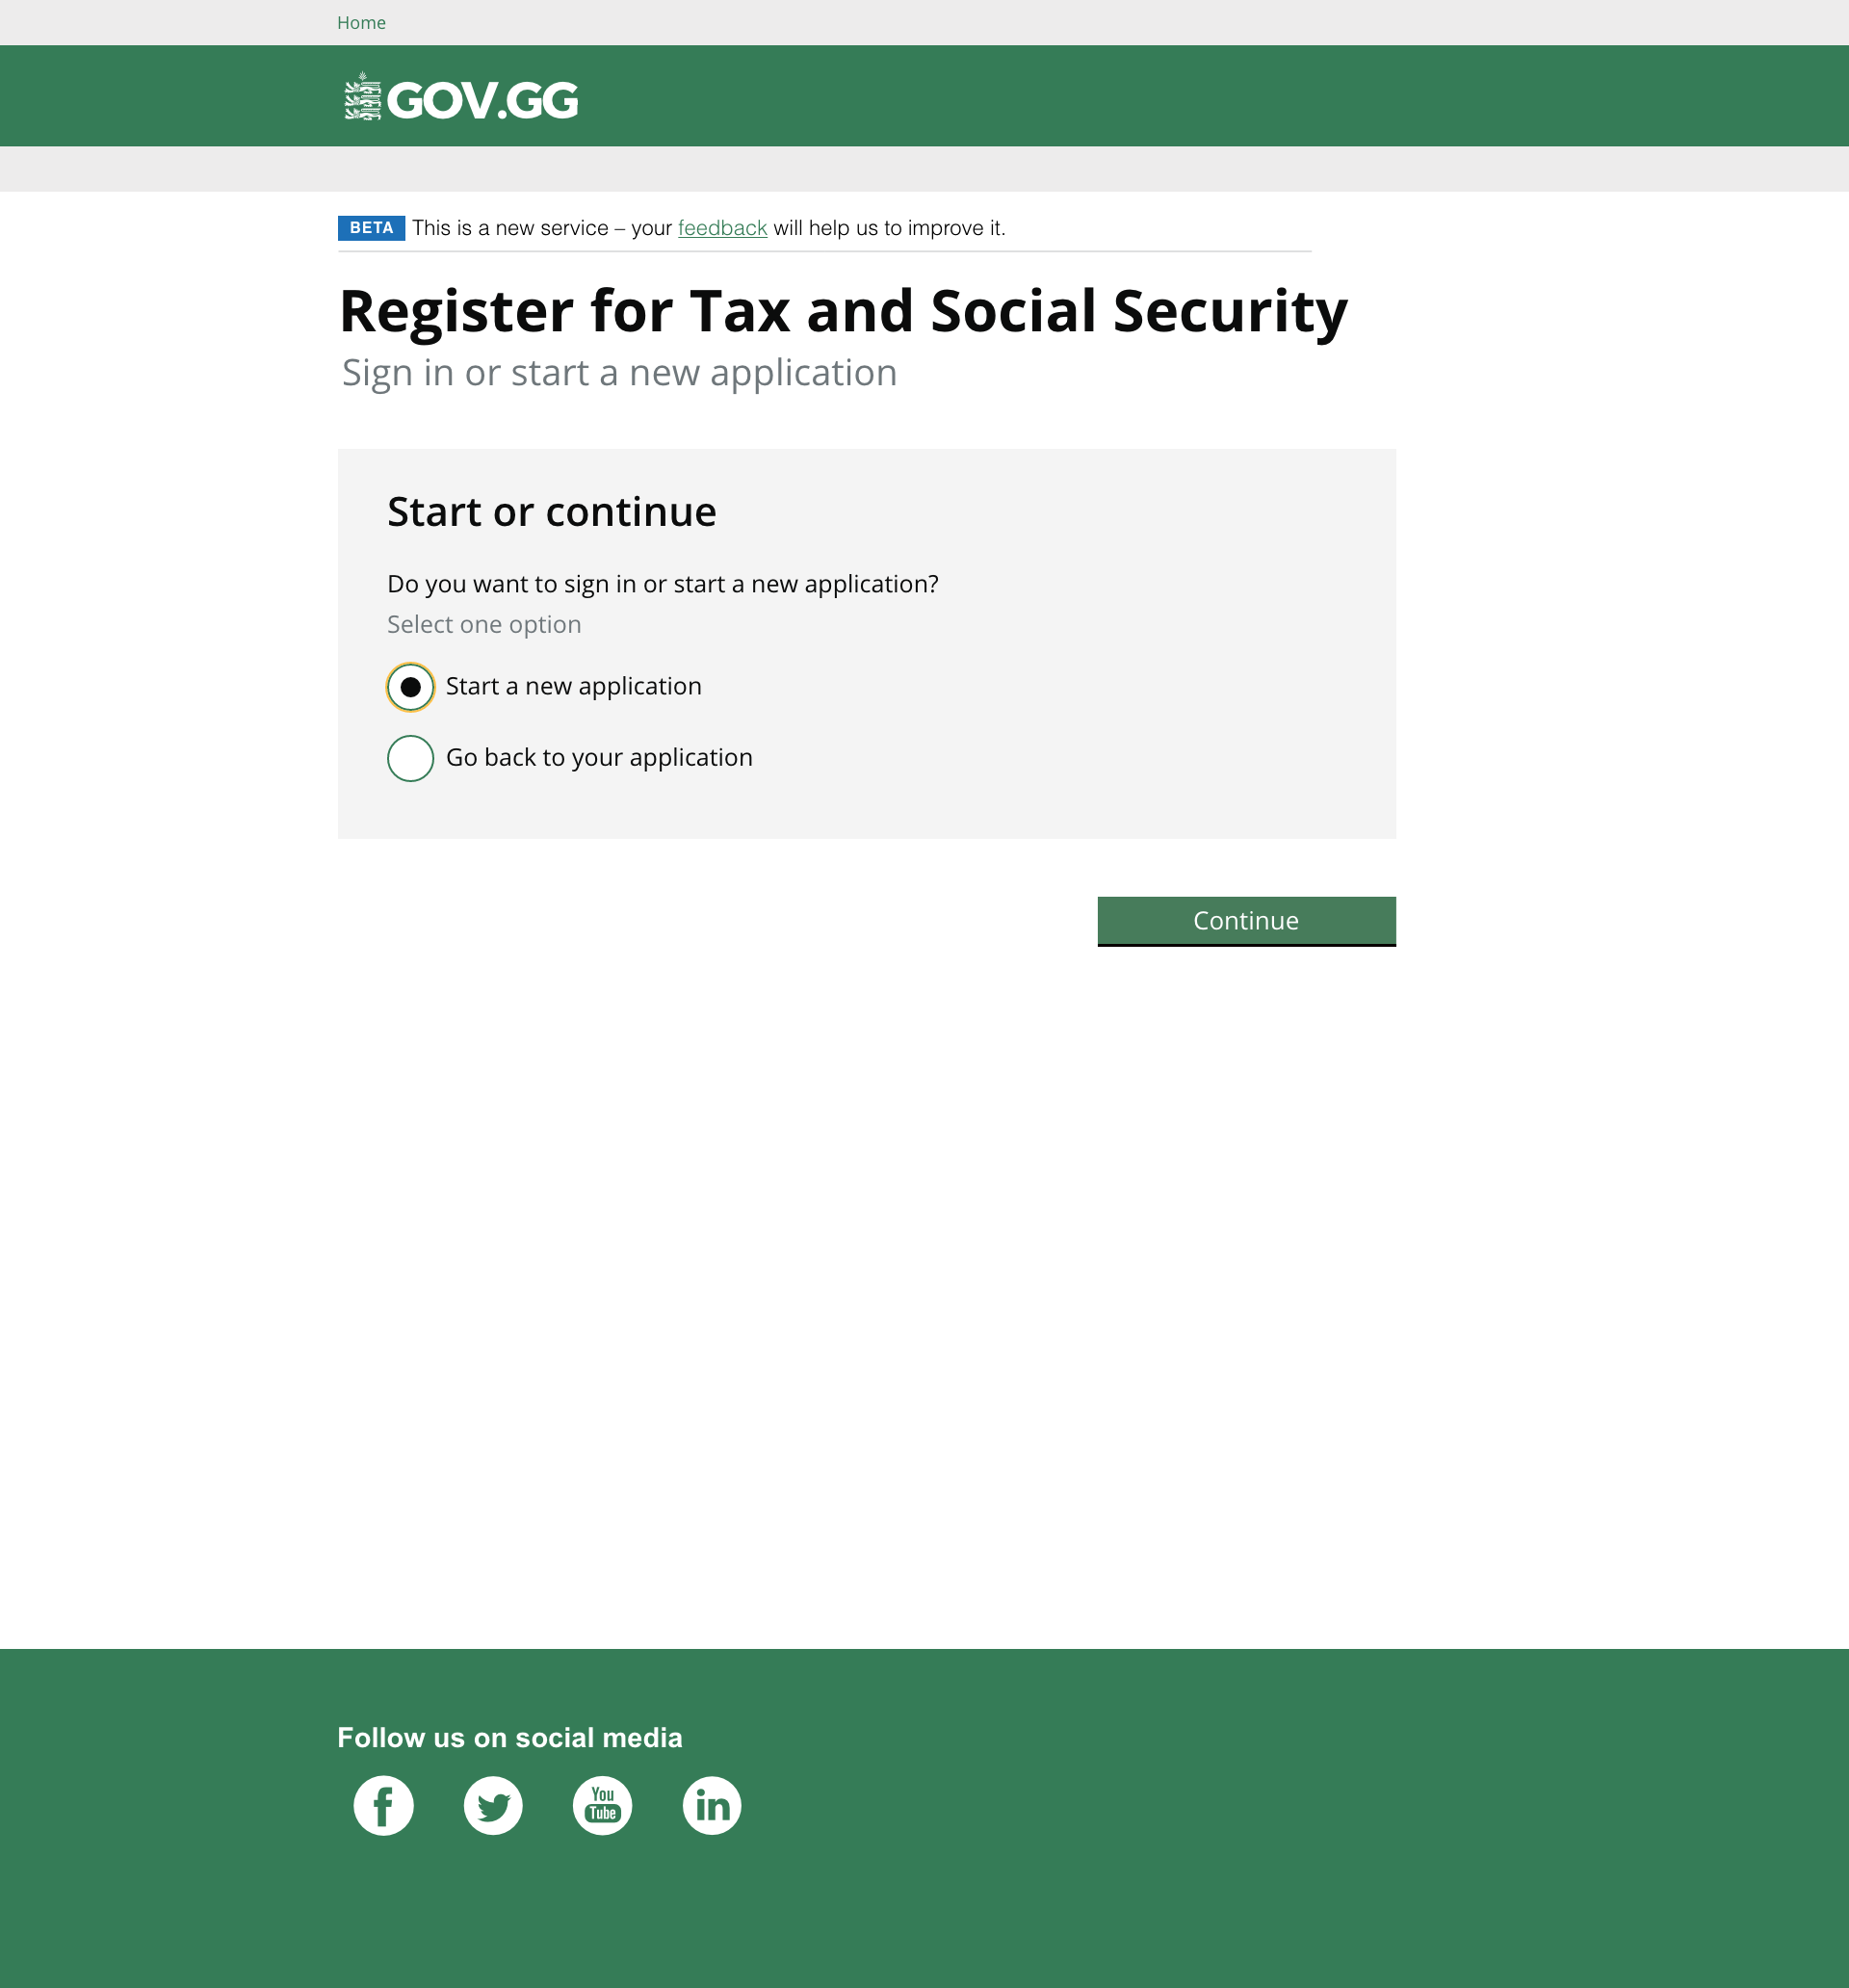 Home
GOV.GG
BETA This is a new service – your feedback will help us to improve it.
Register for Tax and Social Security
Sign in or start a new application
Start or continue
Do you want to sign in or start a new application?
Select one option
Start a new application
Go back to your application
Continue
Follow us on social media
f
You
Tube
in